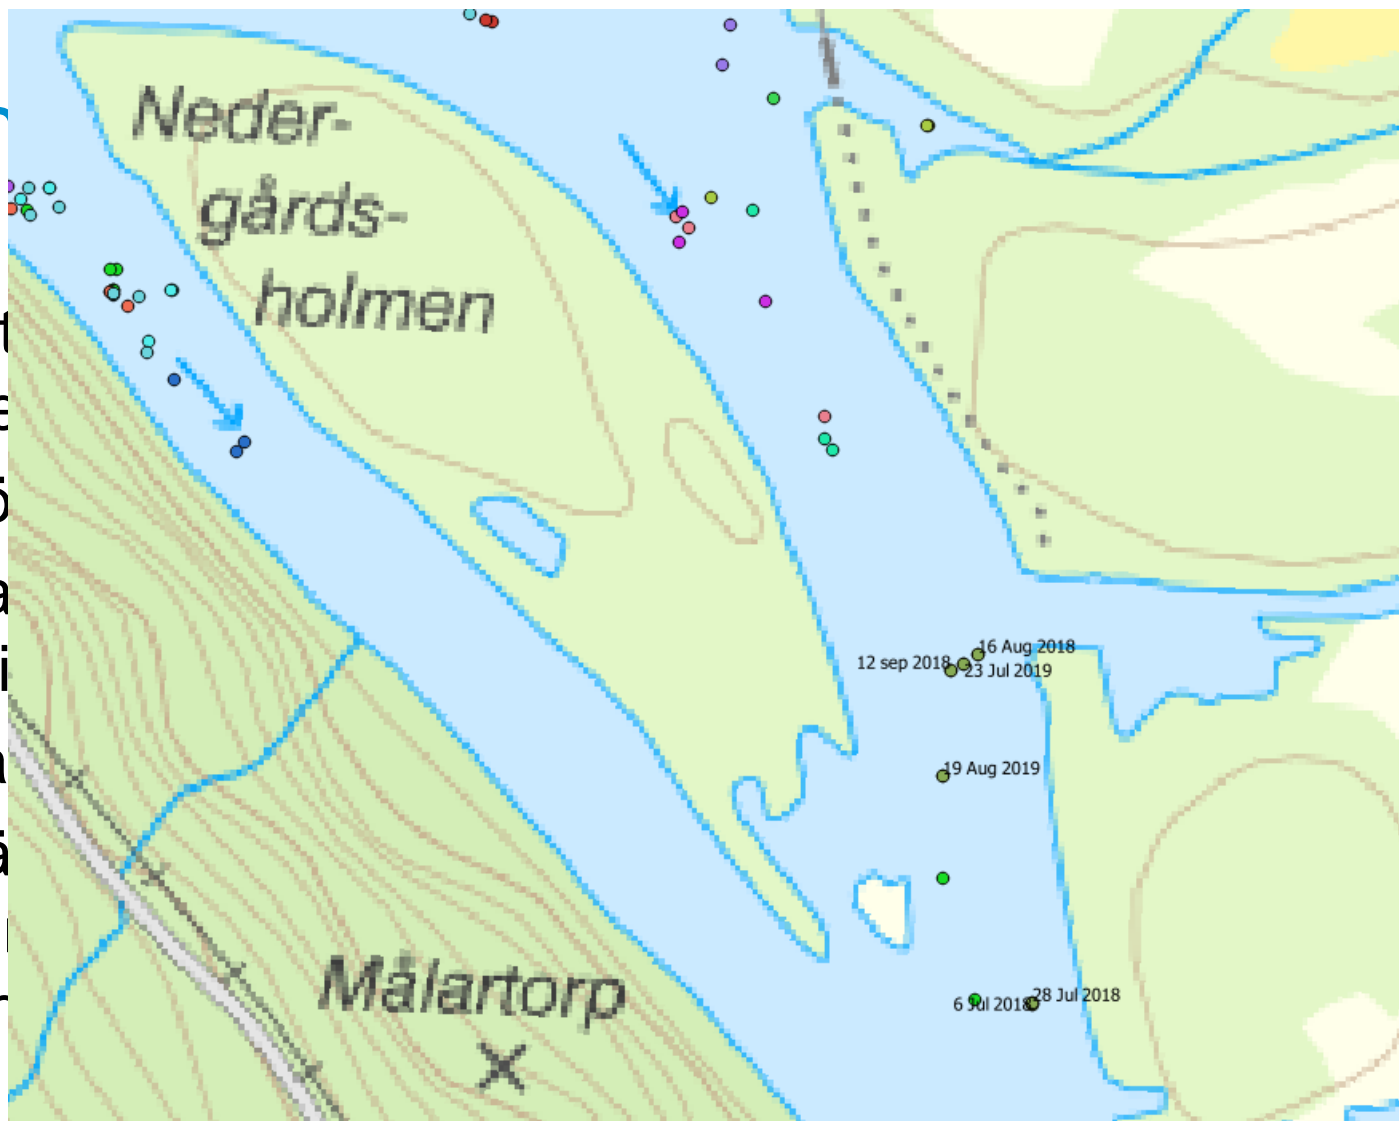 Neder-
gårds-
holmen
16 Aug 2018
12 sep 2018
23 Jul 2019
19 Aug 2019
28 Jul 2018
6 Jul 2018
Målartorp